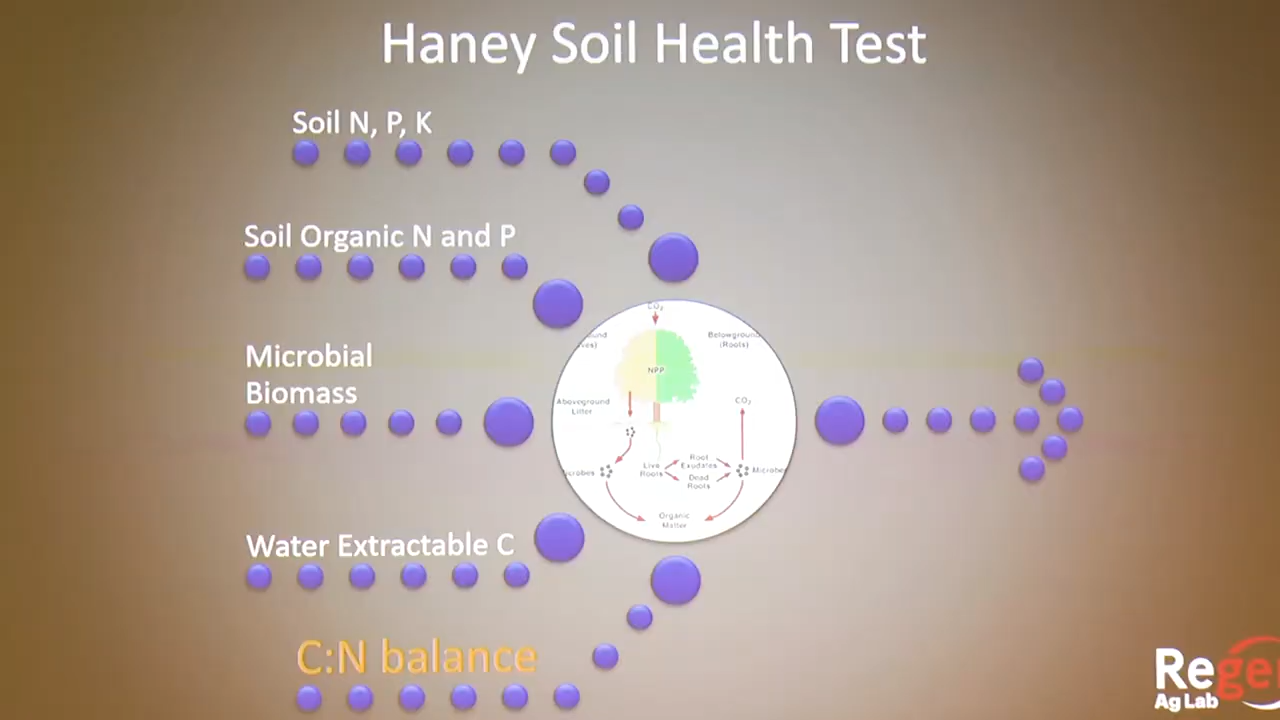 Haney Soil Health Test
Soil N, P, K
Soil Organic N and P
Microbial
Biomass
Water Extractable C
C:N balance
CO₂
Belowground
(Roots)
NPP
Aboveground
Litter
CO₂
Live
Roots
Root
Exudates
Dead
Roots
Organic
Matter
Ag Lab